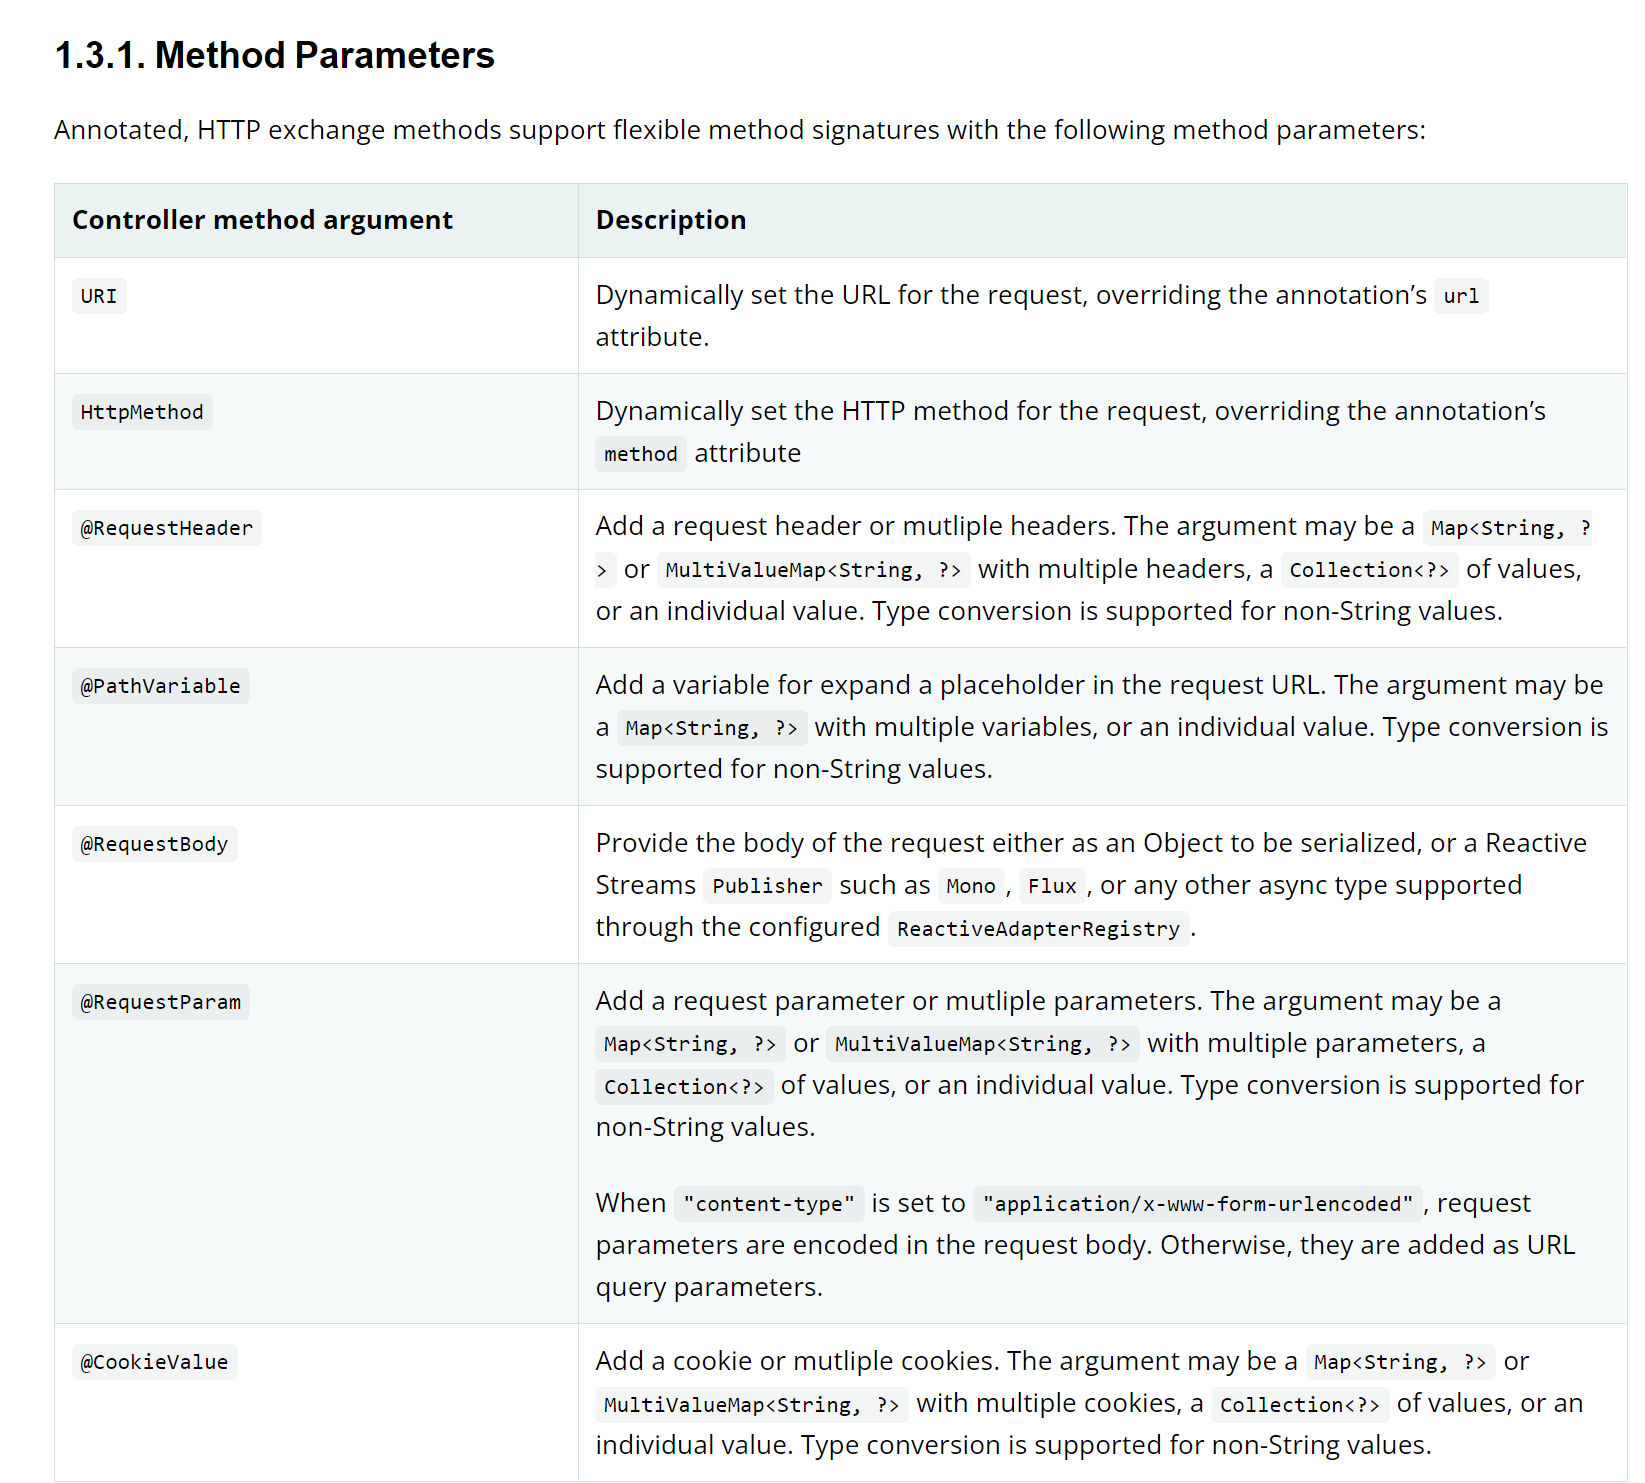 1.3.1. Method Parameters
Annotated, HTTP exchange methods support flexible method signatures with the following method parameters:
Controller method argument
Description
URI
Dynamically set the URL for the request, overriding the annotation’s url
attribute.
HttpMethod
Dynamically set the HTTP method for the request, overriding the annotation’s
method attribute
@RequestHeader
Add a request header or mutliple headers. The argument may be a Map<String, ?
> or MultiValueMap<String, ?> with multiple headers, a Collection<?> of values,
or an individual value. Type conversion is supported for non-String values.
@PathVariable
Add a variable for expand a placeholder in the request URL. The argument may be
a Map<String, ?> with multiple variables, or an individual value. Type conversion is
supported for non-String values.
@RequestBody
Provide the body of the request either as an Object to be serialized, or a Reactive
Streams Publisher such as Mono, Flux, or any other async type supported
through the configured ReactiveAdapterRegistry.
@RequestParam
Add a request parameter or mutliple parameters. The argument may be a
Map<String, ?> or MultiValueMap<String, ?> with multiple parameters, a
Collection<?> of values, or an individual value. Type conversion is supported for
non-String values.
When "content-type" is set to "application/x-www-form-urlencoded", request
parameters are encoded in the request body. Otherwise, they are added as URL
query parameters.
@CookieValue
Add a cookie or mutliple cookies. The argument may be a Map<String, ?> or
MultiValueMap<String, ?> with multiple cookies, a Collection<?> of values, or an
individual value. Type conversion is supported for non-String values.